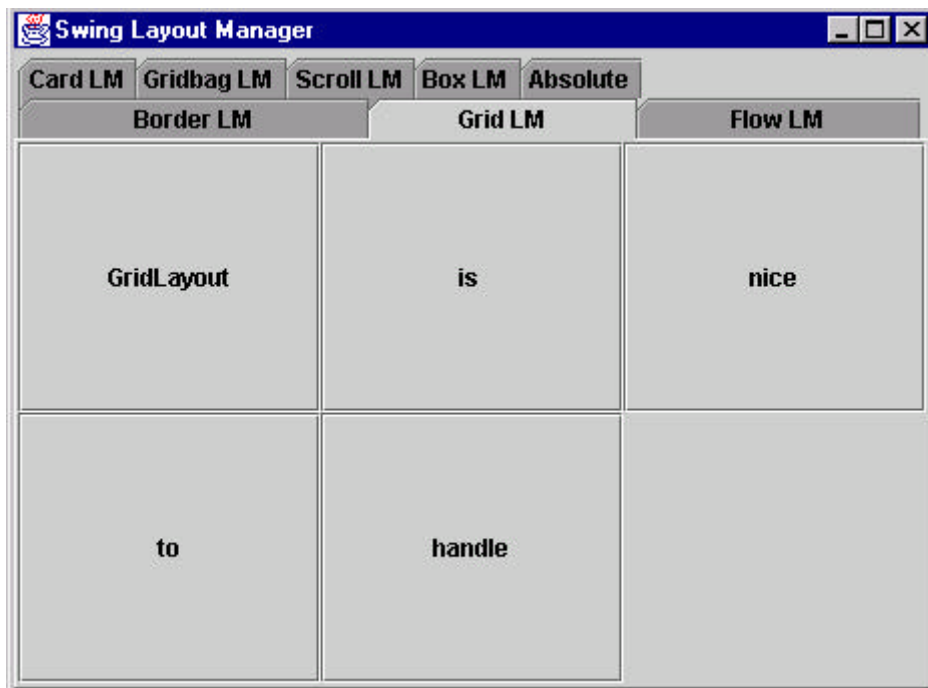 Swing Layout Manager
Card LM Gridbag LM Scroll LM Box LM Absolute
Border LM Grid LM Flow LM
GridLayout is nice
to handle